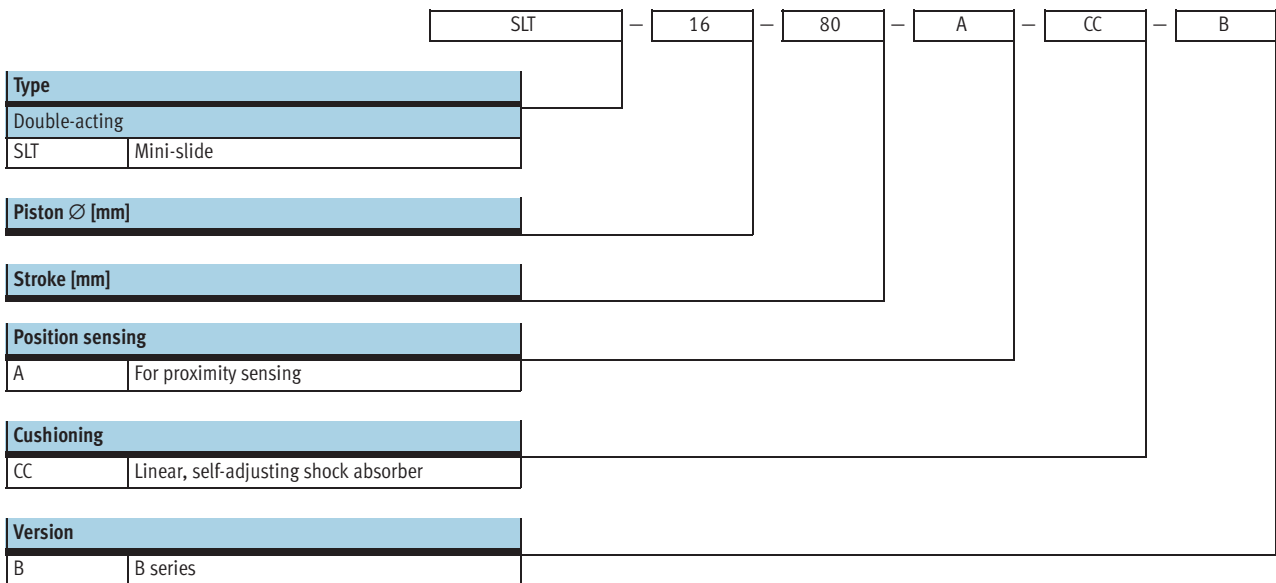 SLT – 16 – 80 – A – CC – B
Type
Double-acting
SLT Mini-slide
Piston ∅ [mm]
Stroke [mm]
Position sensing
A For proximity sensing
Cushioning
CC Linear, self-adjusting shock absorber
Version
B B series